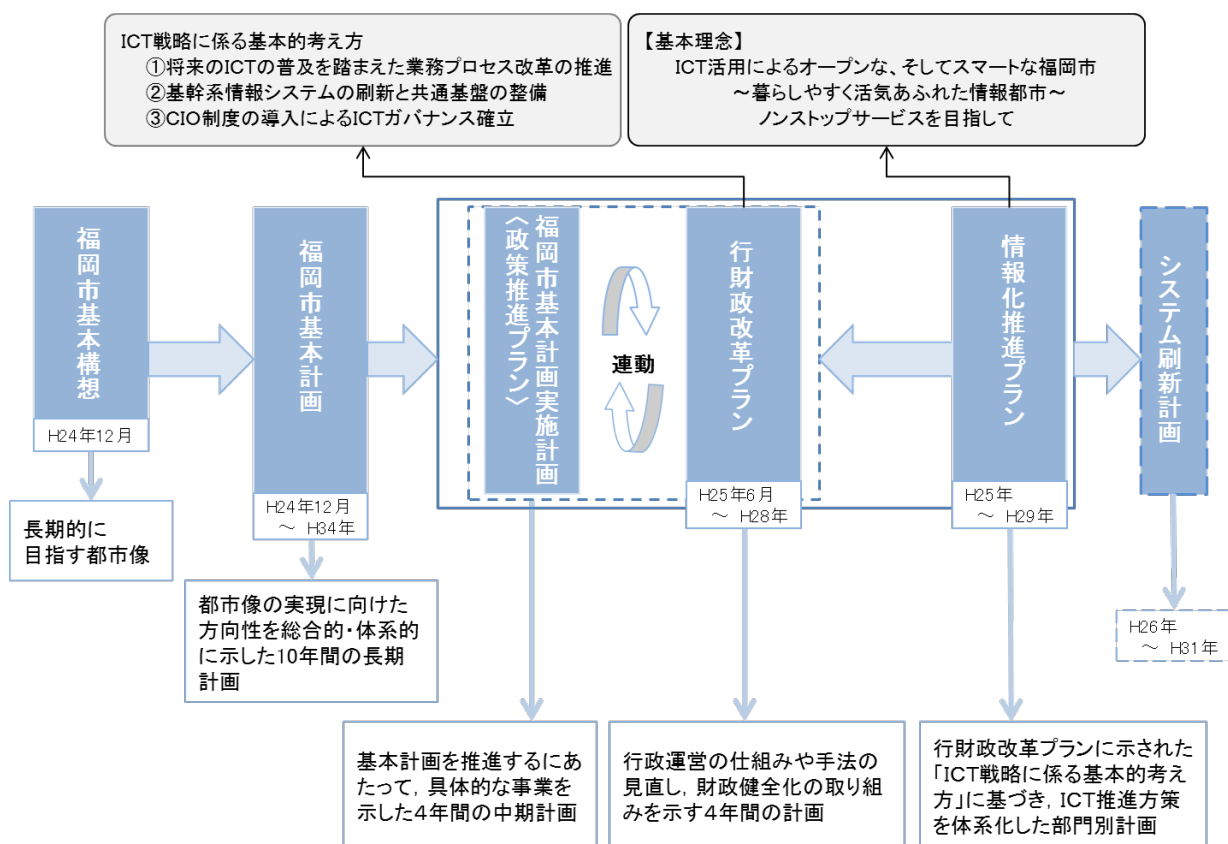 ICT戦略に係る基本的考え方
①将来のICTの普及を踏まえた業務プロセス改革の推進
②基幹系情報システムの刷新と共通基盤の整備
③CIO制度の導入によるICTガバナンス確立
【基本理念】
ICT活用によるオープンな、そしてスマートな福岡市
～暮らしやすく活気あふれた情報都市～
ノンストップサービスを目指して
福岡市基本構想
H24年12月
長期的に
目指す都市像
福岡市基本計画
H24年12月
～ H34年
都市像の実現に向けた
方向性を総合的・体系的
に示した10年間の長期
計画
福岡市基本計画実施計画
〈政策推進プラン〉
連動
基本計画を推進するにあ
たって，具体的な事業を
示した4年間の中期計画
行財政改革プラン
H25年6月
～ H28年
行政運営の仕組みや手法の
見直し，財政健全化の取り組
みを示す4年間の計画
情報化推進プラン
H25年
～ H29年
行財政改革プランに示された
「ICT戦略に係る基本的考え
方」に基づき，ICT推進方策
を体系化した部門別計画
システム刷新計画
H26年
～ H31年